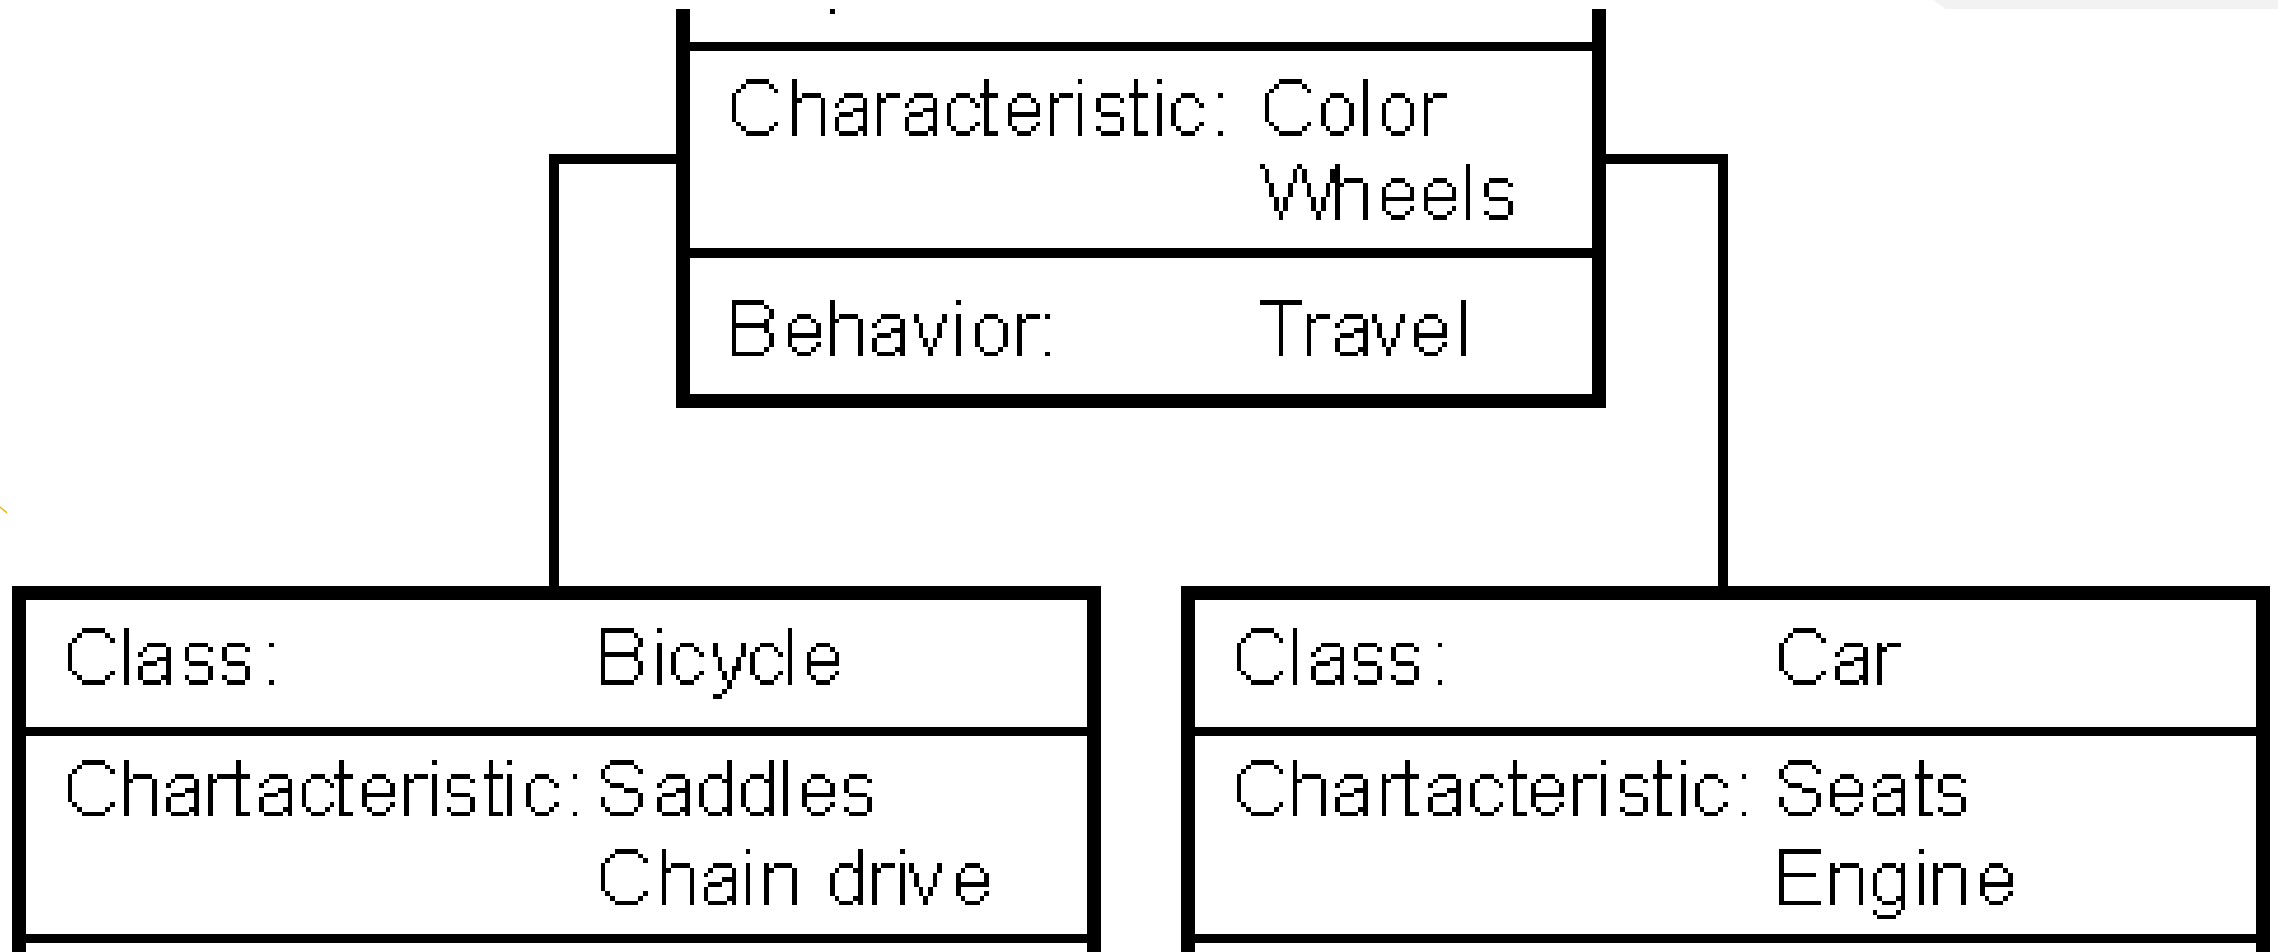 Characteristic: Color
Wheels
Behavior: Travel
Class: Bicycle
Chartacteristic: Saddles
Chain drive
Class: Car
Chartacteristic: Seats
Engine